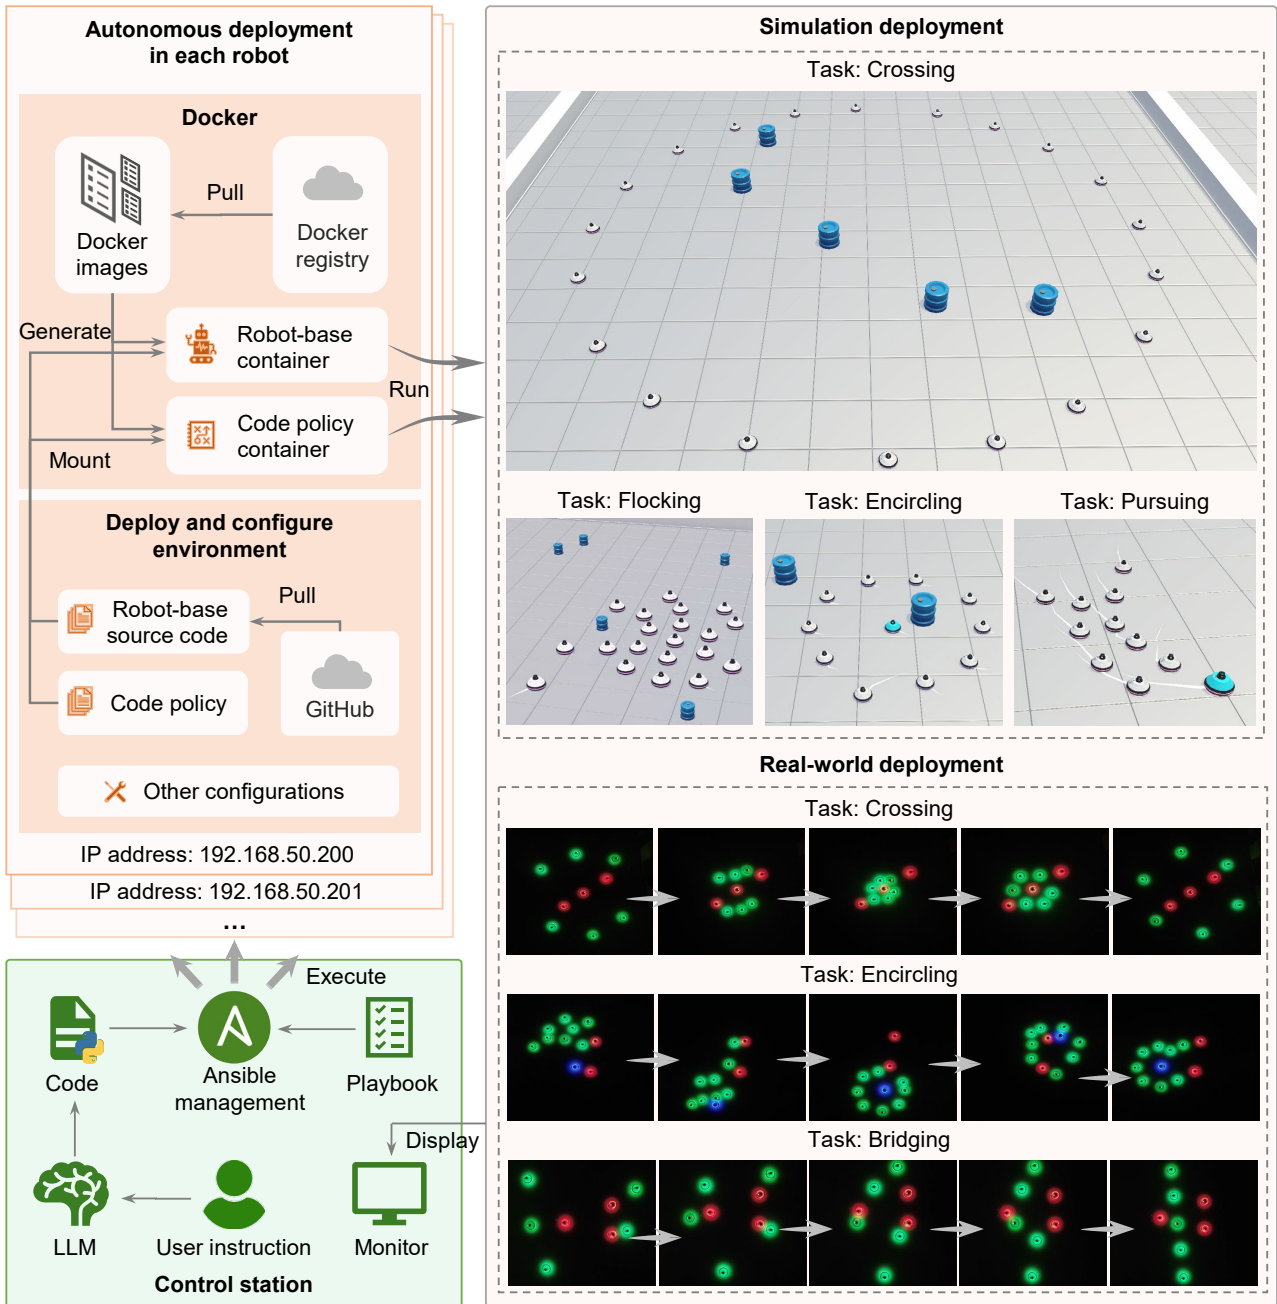 Autonomous deployment
in each robot
Docker
Pull
Docker
images
Docker
registry
Generate
Robot-base
container
Run
Code policy
container
Mount
Deploy and configure
environment
Pull
Robot-base
source code
GitHub
Code policy
Other configurations
IP address: 192.168.50.200
IP address: 192.168.50.201
...
Execute
Code
Ansible
management
Playbook
Display
LLM
User instruction
Monitor
Control station
Simulation deployment
Task: Crossing
Task: Flocking
Task: Encircling
Task: Pursuing
Real-world deployment
Task: Crossing
Task: Encircling
Task: Bridging